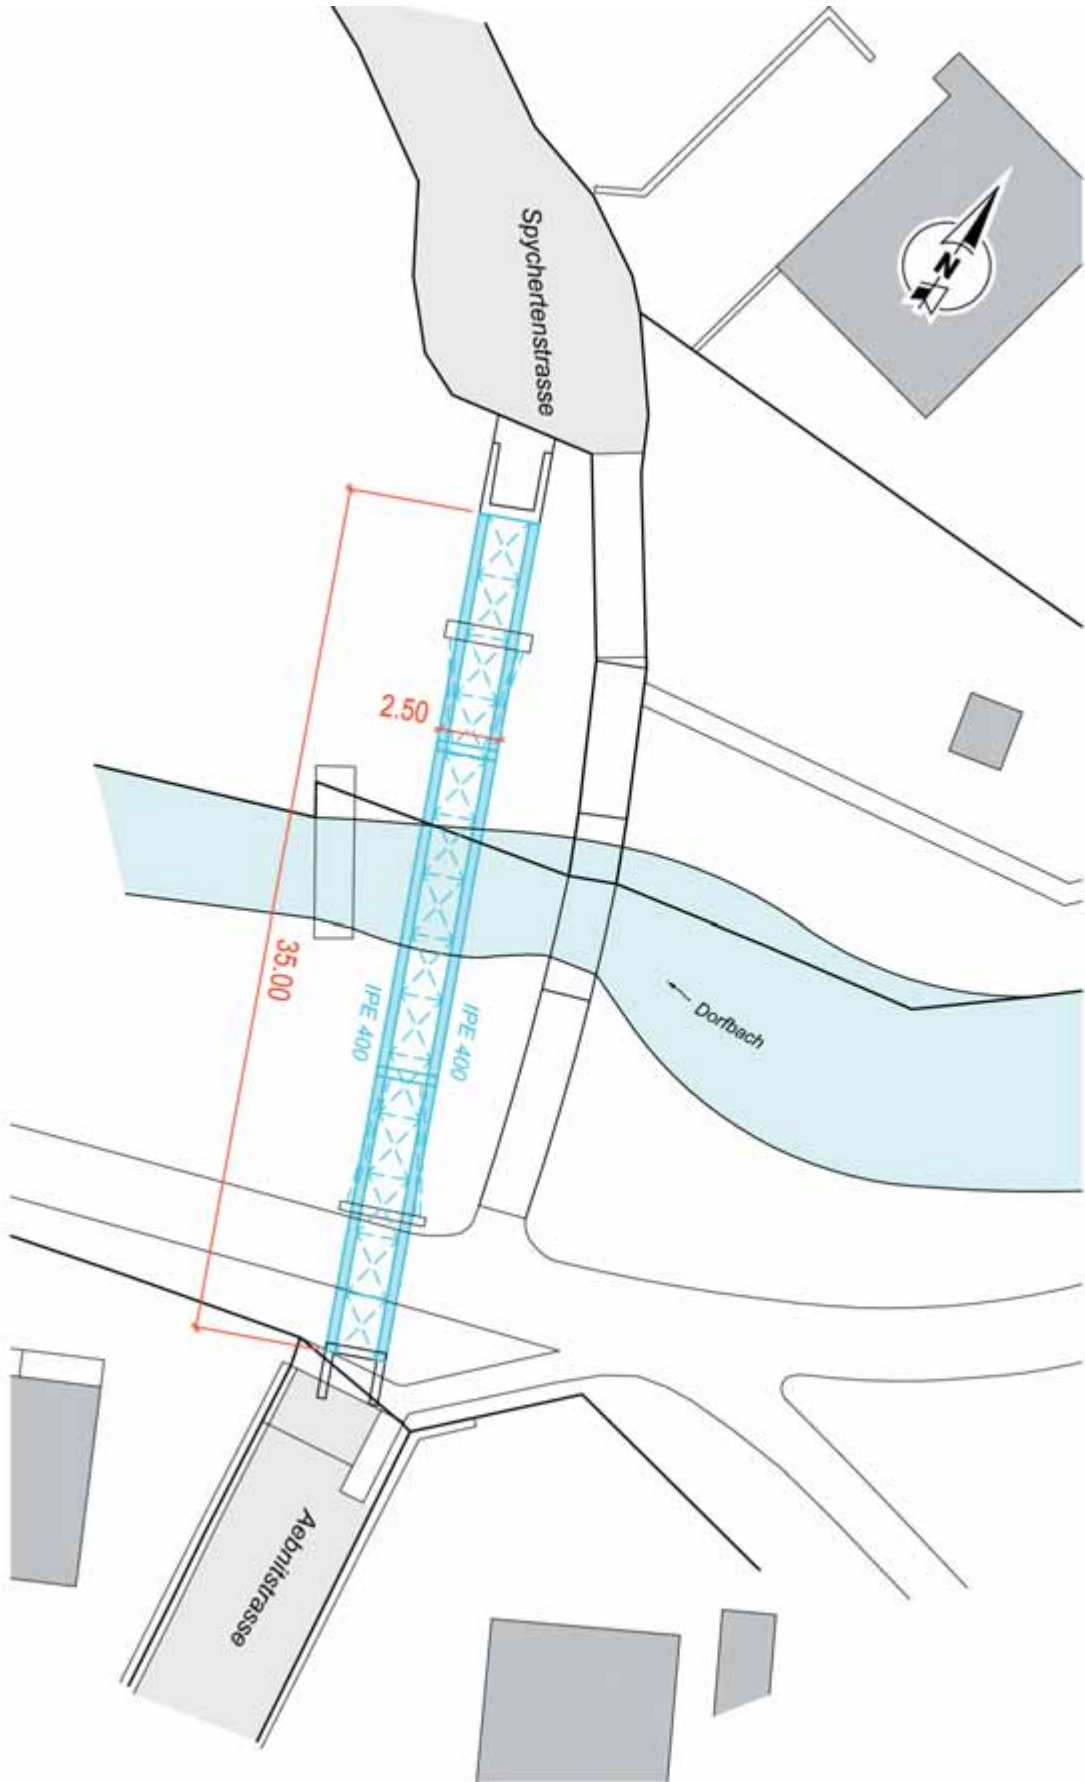 N
Spychertenstrasse
2.50
35.00
IPE 400
IPE 400
Dorfbach
Aebnitstrasse